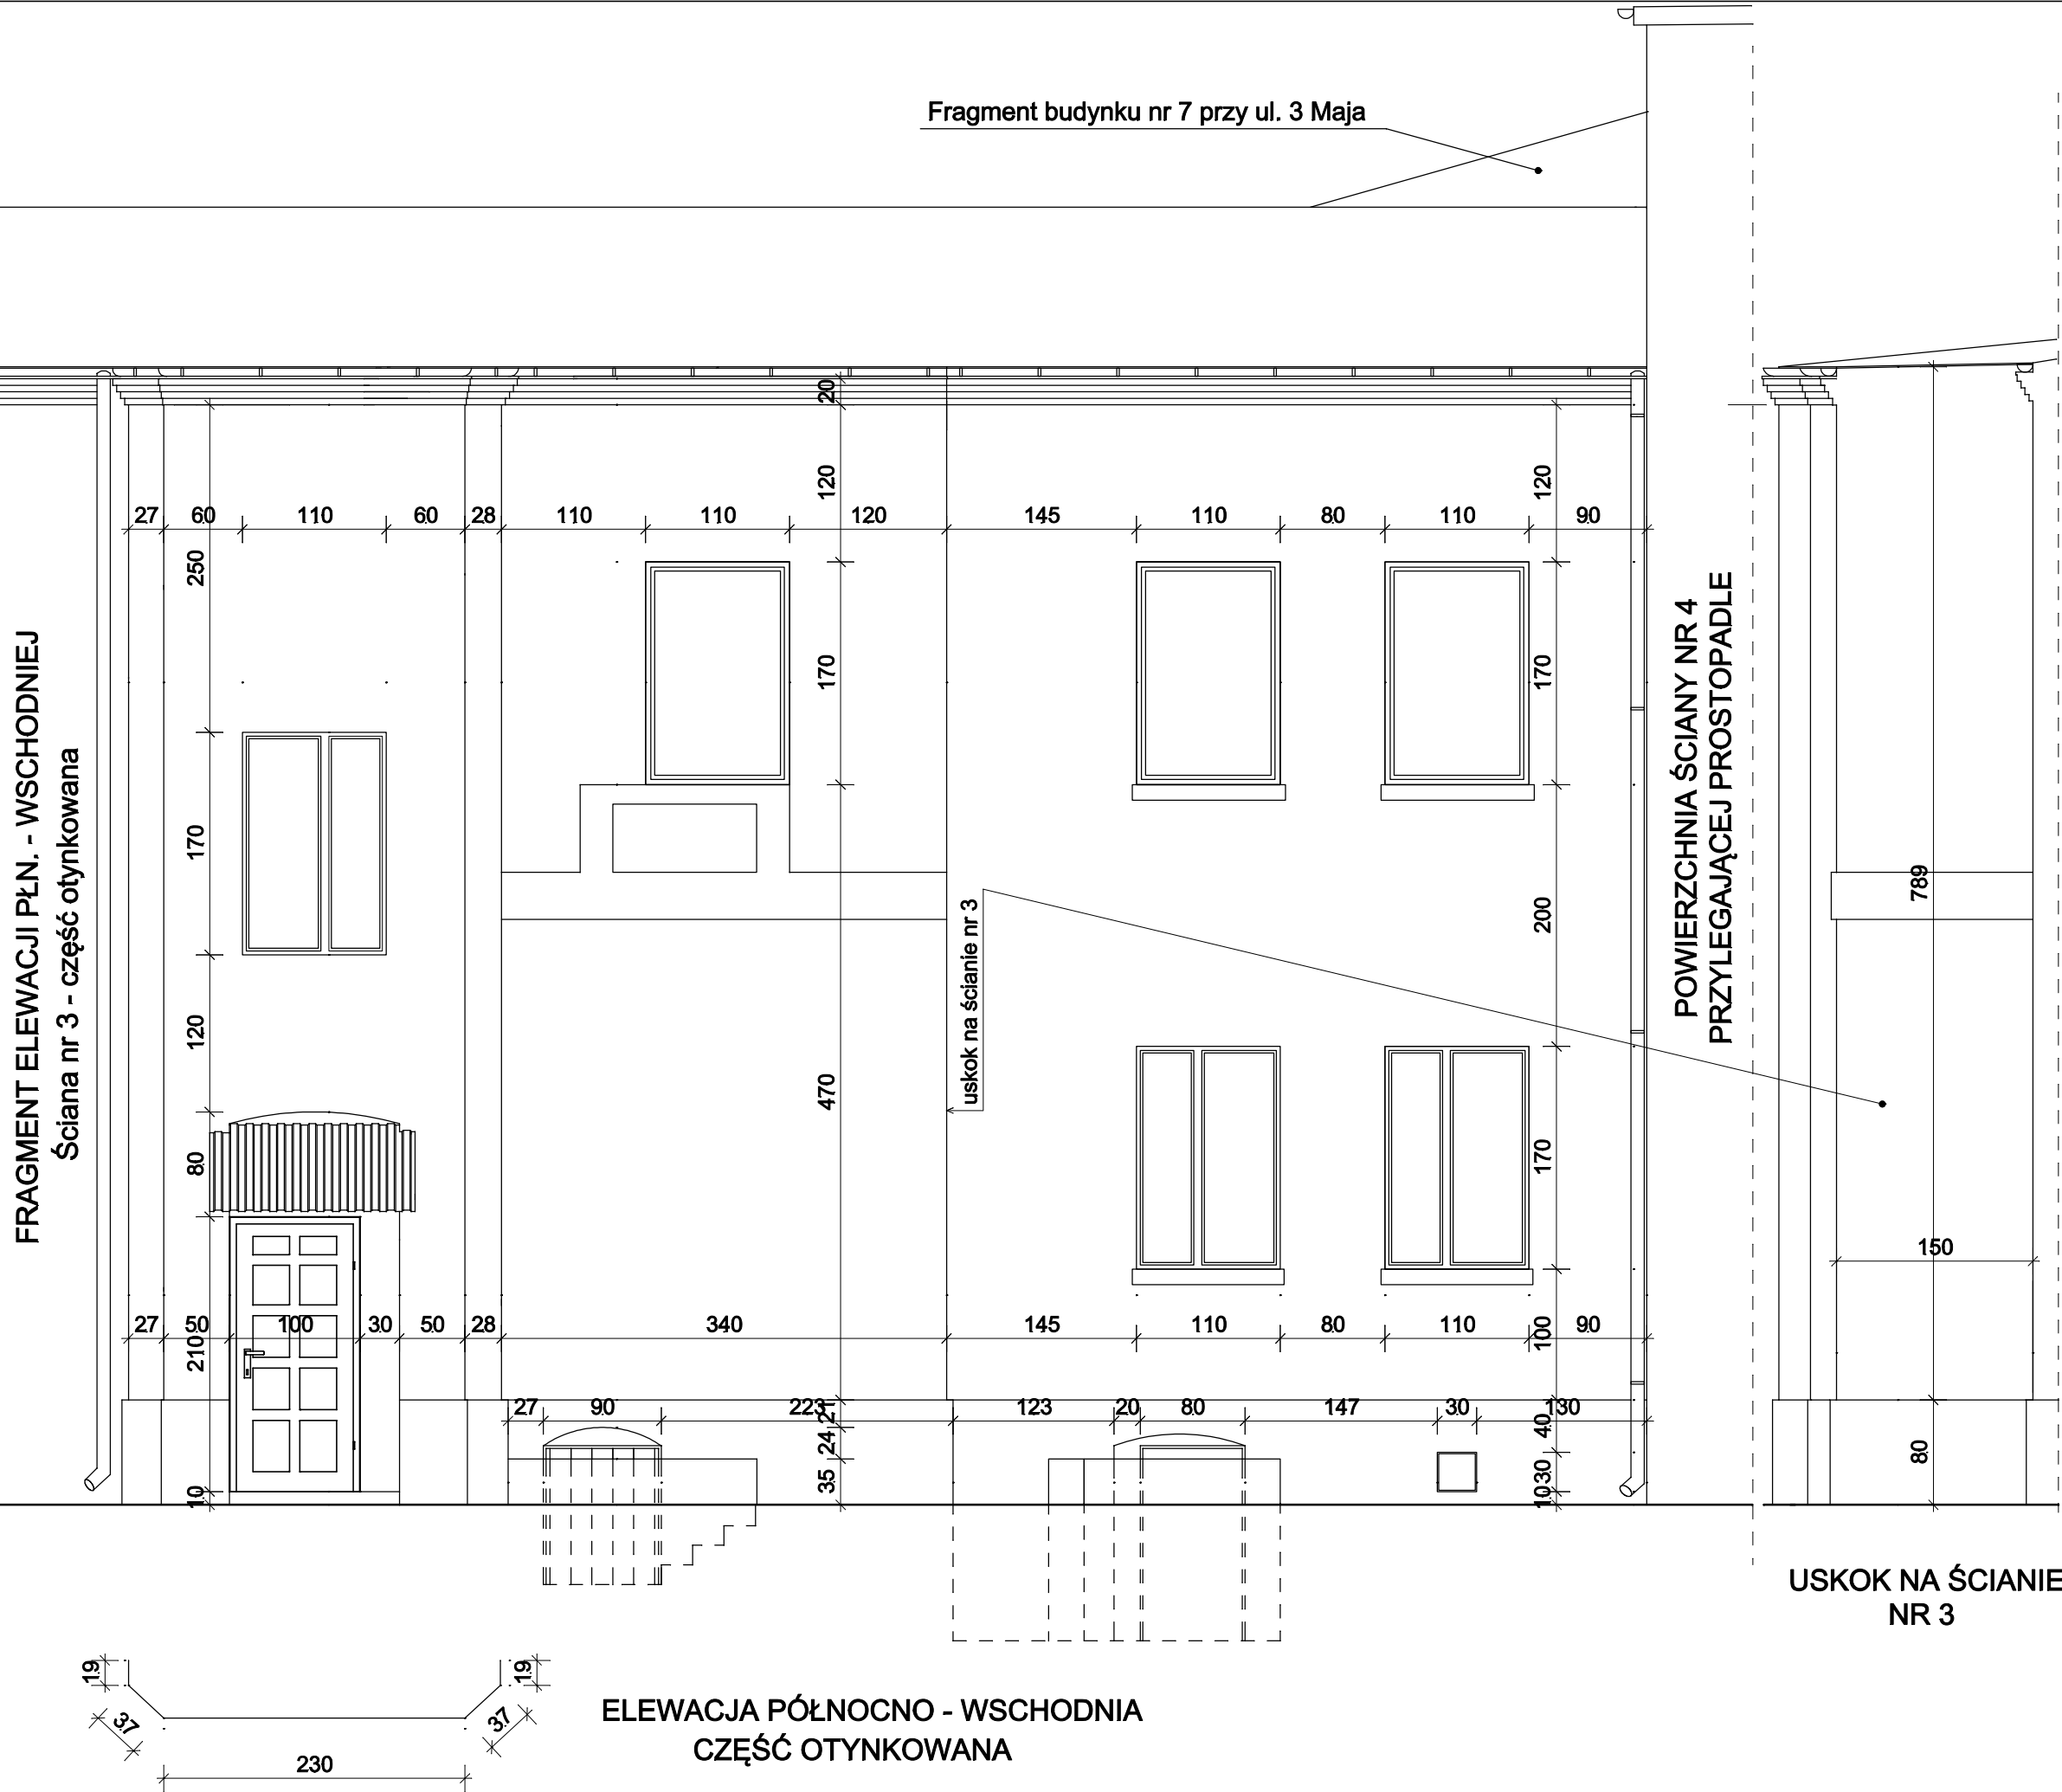 Fragment budynku nr 7 przy ul. 3 Maja
FRAGMENT ELEWACJI PŁN. - WSCHODNIEJ
Ściana nr 3 - część otynkowana
20
120
120
27 60 110 60 28 110 110 120 145 110 80 110 90
250
170
170
170
120
80
210
10
470
200
170
100
uskok na ścianie nr 3
POWIERZCHNIA ŚCIANY NR 4
PRZYLEGAJĄCEJ PROSTOPADLE
789
150
80
27 50 100 30 50 28 340 145 110 80 110 90
27 90 223 123 20 80 147 30 130
21
24
35
40
30
10
USKOK NA ŚCIANIE
NR 3
19 19
37 37
230
ELEWACJA PÓŁNOCNO - WSCHODNIA
CZĘŚĆ OTYNKOWANA